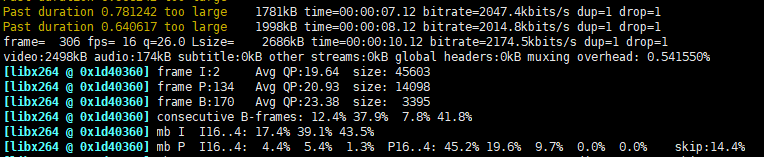 Past duration 0.781242 too large    1781kB time=00:00:07.12 bitrate=2047.4kbits/s dup=1 drop=1
Past duration 0.640617 too large    1998kB time=00:00:08.12 bitrate=2014.8kbits/s dup=1 drop=1
frame=  306 fps= 16 q=26.0 Lsize=    2686kB time=00:00:10.12 bitrate=2174.5kbits/s dup=1 drop=1
video:2498kB audio:174kB subtitle:0kB other streams:0kB global headers:0kB muxing overhead: 0.541550%
[libx264 @ 0x1d40360] frame I:2     Avg QP:19.64  size: 45603
[libx264 @ 0x1d40360] frame P:134   Avg QP:20.93  size: 14098
[libx264 @ 0x1d40360] frame B:170   Avg QP:23.38  size:  3395
[libx264 @ 0x1d40360] consecutive B-frames: 12.4% 37.9%  7.8% 41.8%
[libx264 @ 0x1d40360] mb I  I16..4: 17.4% 39.1% 43.5%
[libx264 @ 0x1d40360] mb P  I16..4:  4.4%  5.4%  1.3%  P16..4: 45.2% 19.6%  9.7%  0.0%  0.0%    skip:14.4%